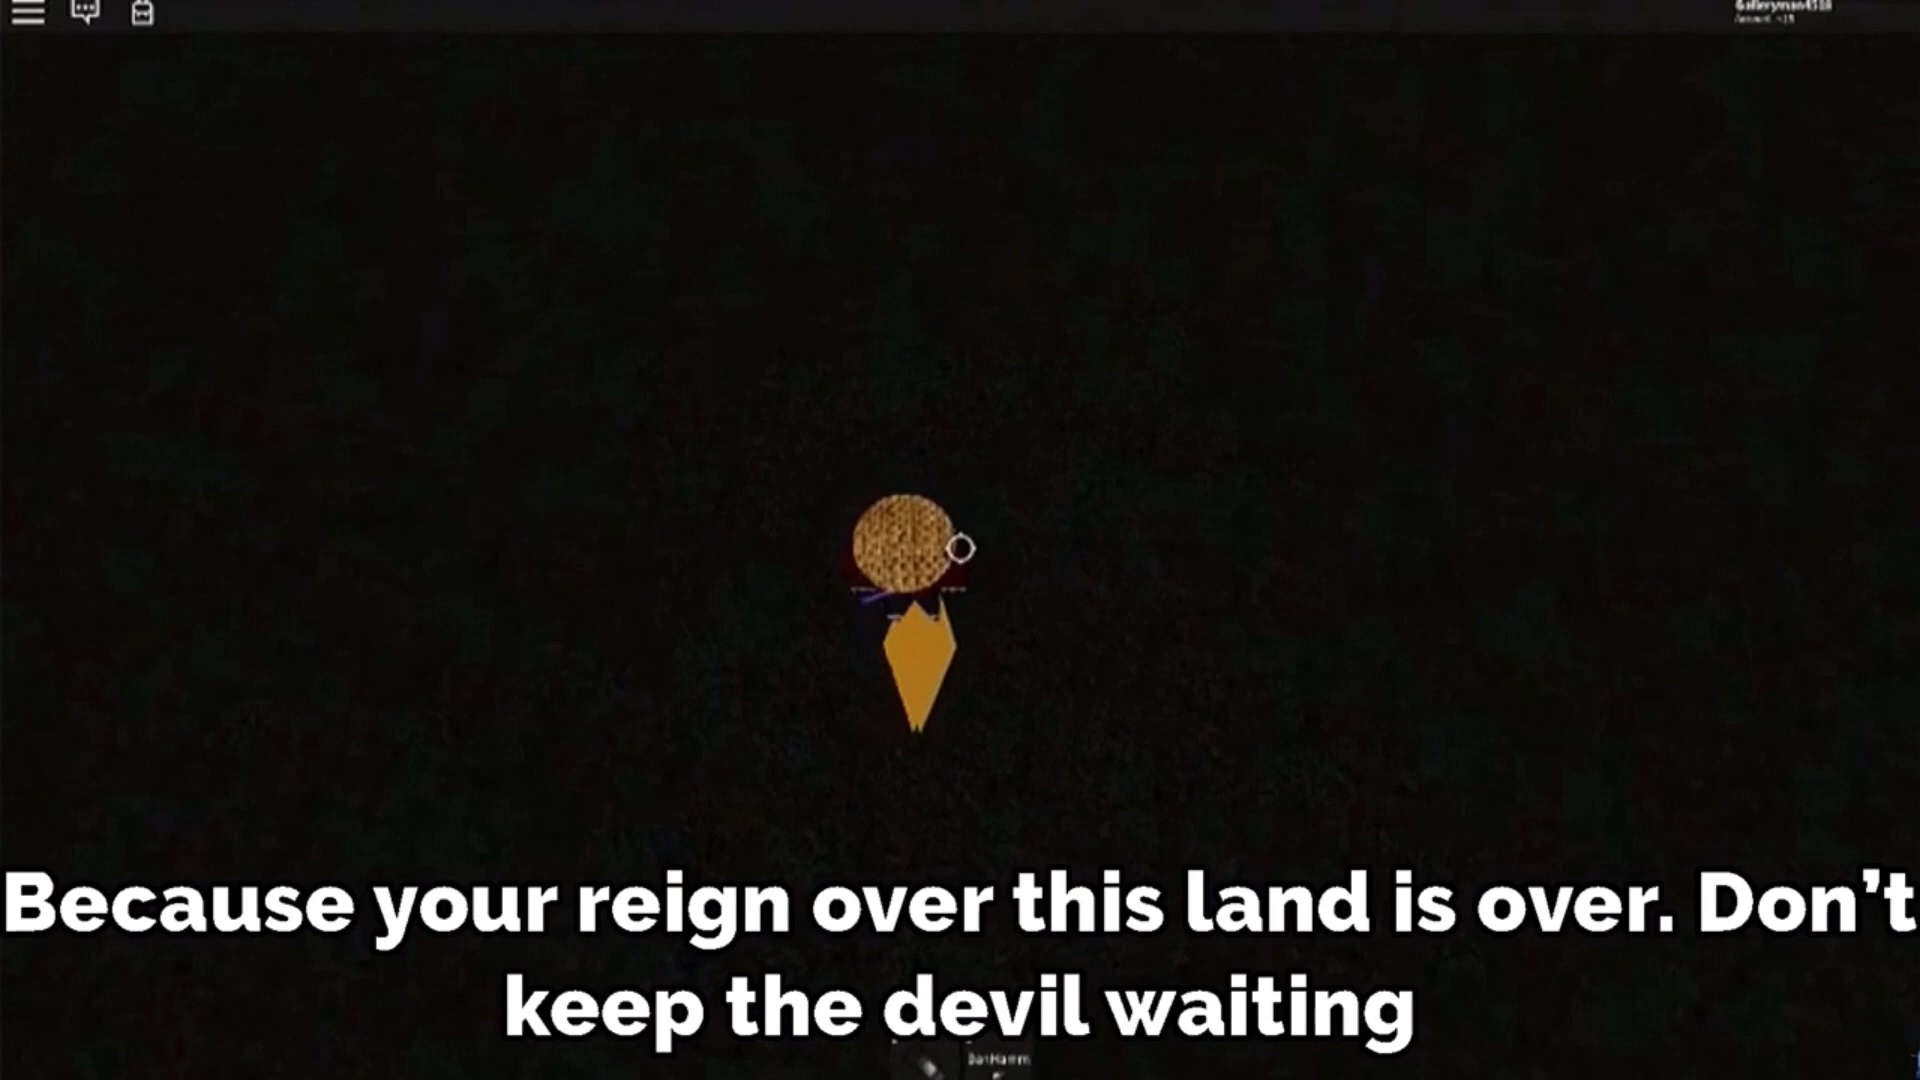 Because your reign over this land is over. Don't
keep the devil waiting